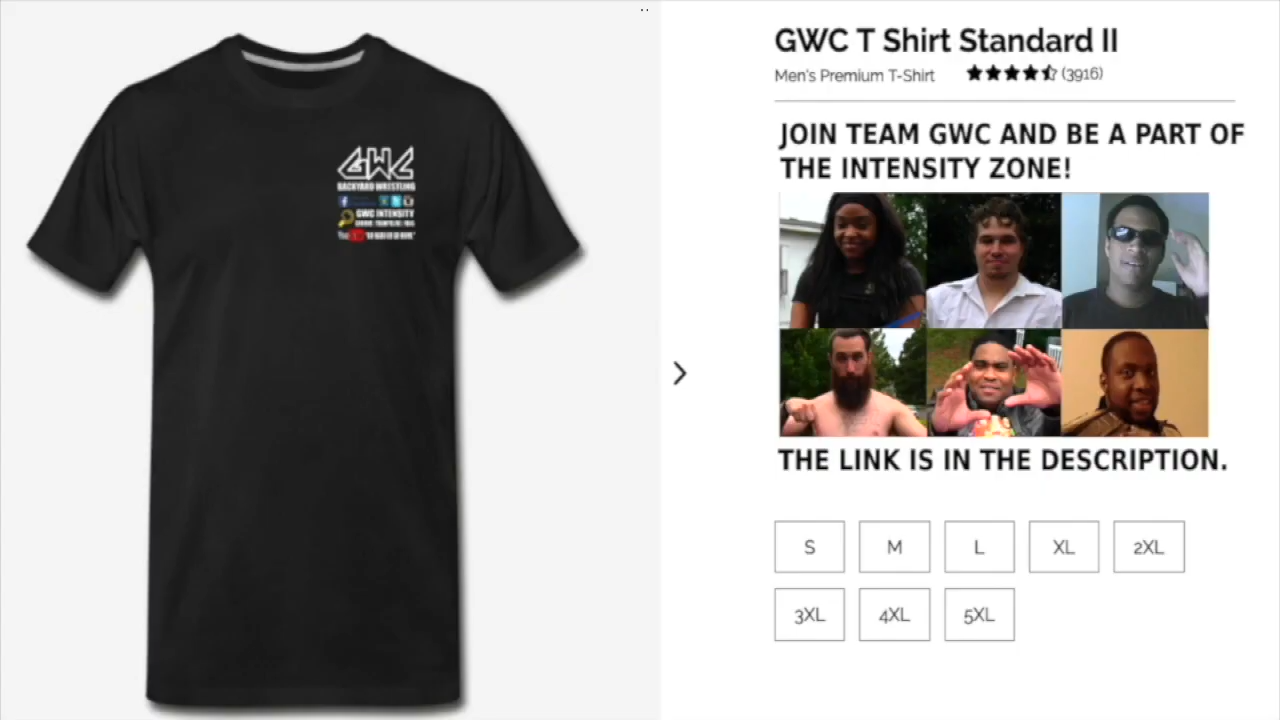 GWC
BACKYARD WRESTLING
GWC INTENSITY
GWC T Shirt Standard II
Men's Premium T-Shirt
(3916)
JOIN TEAM GWC AND BE A PART OF
THE INTENSITY ZONE!
THE LINK IS IN THE DESCRIPTION.
S M L XL 2XL
3XL 4XL 5XL